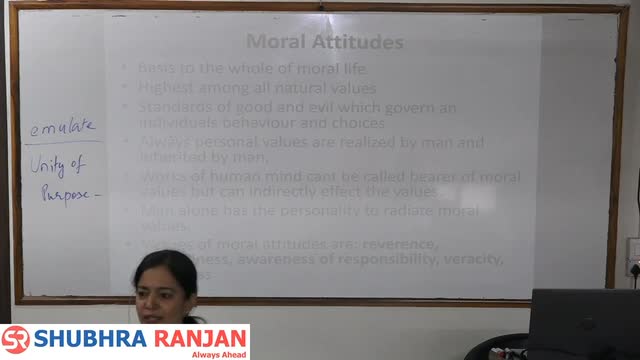 Moral Attitudes
• Basis to the whole of moral life
• Highest among all natural values
• Standards of good and evil which govern an
individuals behaviour and choices
• Always personal values are realized by man and
inherited by man,
• Works of human mind cant be called bearer of moral
values but can indirectly effect the values.
• Man alone has the personality to radiate moral
values.
of moral attitudes are: reverence,
awareness of responsibility, veracity,
emulate
Unity of
Purpose -
SR SHUBHRA RANJAN
Always Ahead